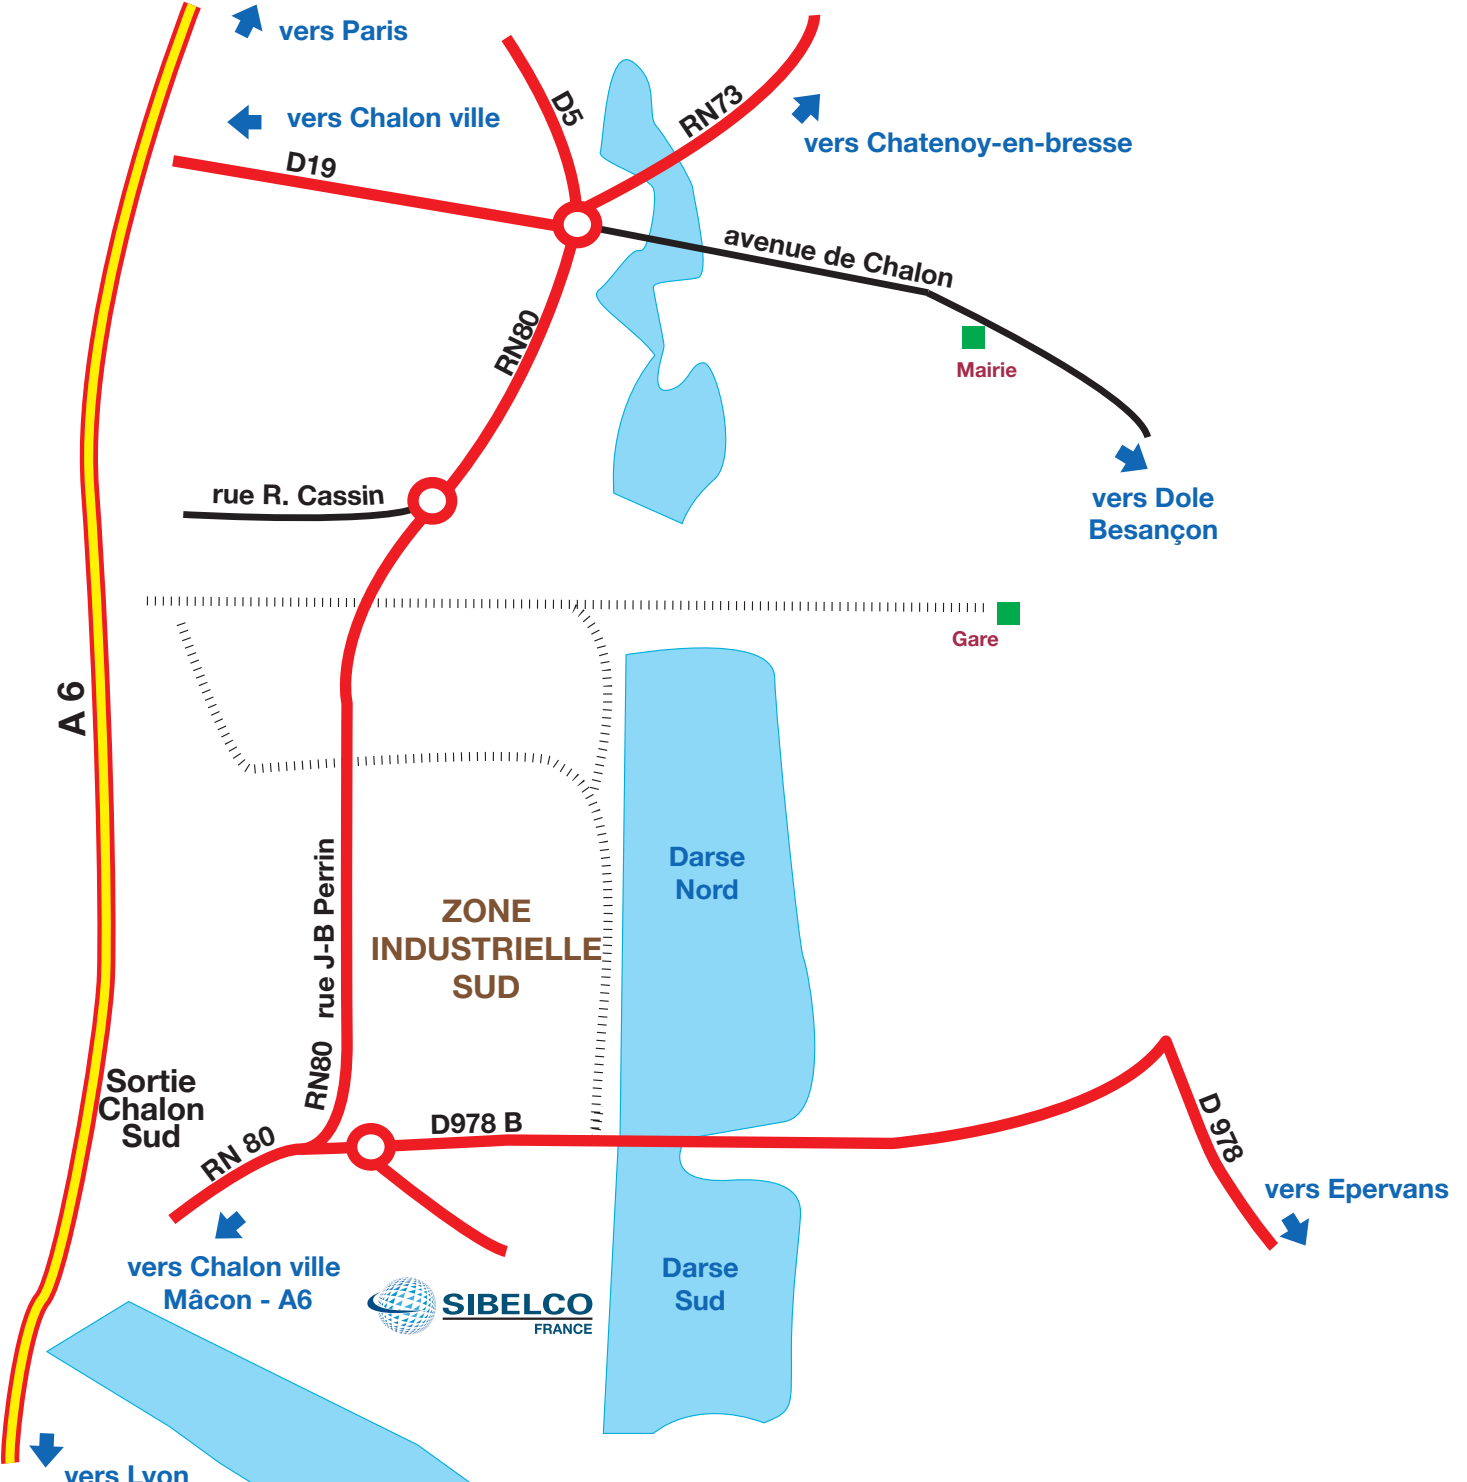 vers Paris
vers Chalon ville
D19
D5
RN73
vers Chatenoy-en-bresse
avenue de Chalon
Mairie
RN80
rue R. Cassin
vers Dole
Besançon
Gare
A 6
rue J-B Perrin
ZONE
INDUSTRIELLE
SUD
Darse
Nord
RN80
Sortie
Chalon
Sud
RN 80
D978 B
D 978
vers Epervans
vers Chalon ville
Mâcon - A6
SIBELCO
FRANCE
Darse
Sud
vers Lyon